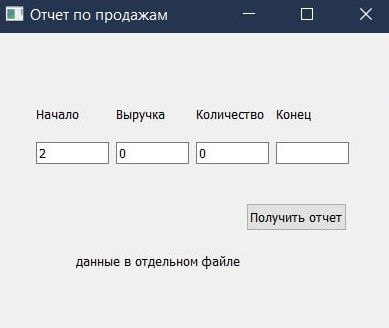 Отчет по продажам
Начало Выручка Количество Конец
2 0 0
Получить отчет
данные в отдельном файле